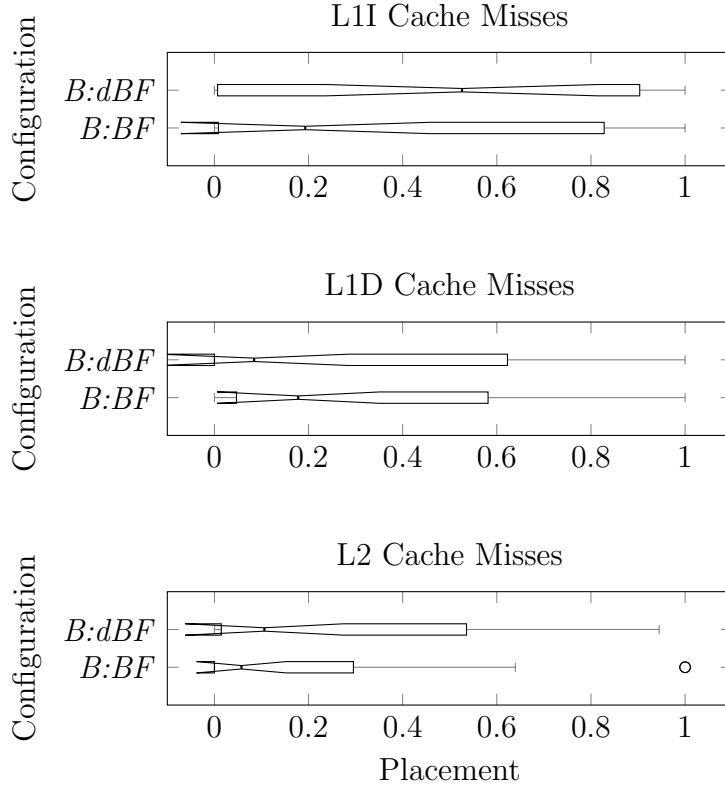 L1I Cache Misses
Configuration
B:dBF
B:BF
0 0.2 0.4 0.6 0.8 1
L1D Cache Misses
Configuration
B:dBF
B:BF
0 0.2 0.4 0.6 0.8 1
L2 Cache Misses
Configuration
B:dBF
B:BF
0 0.2 0.4 0.6 0.8 1
Placement